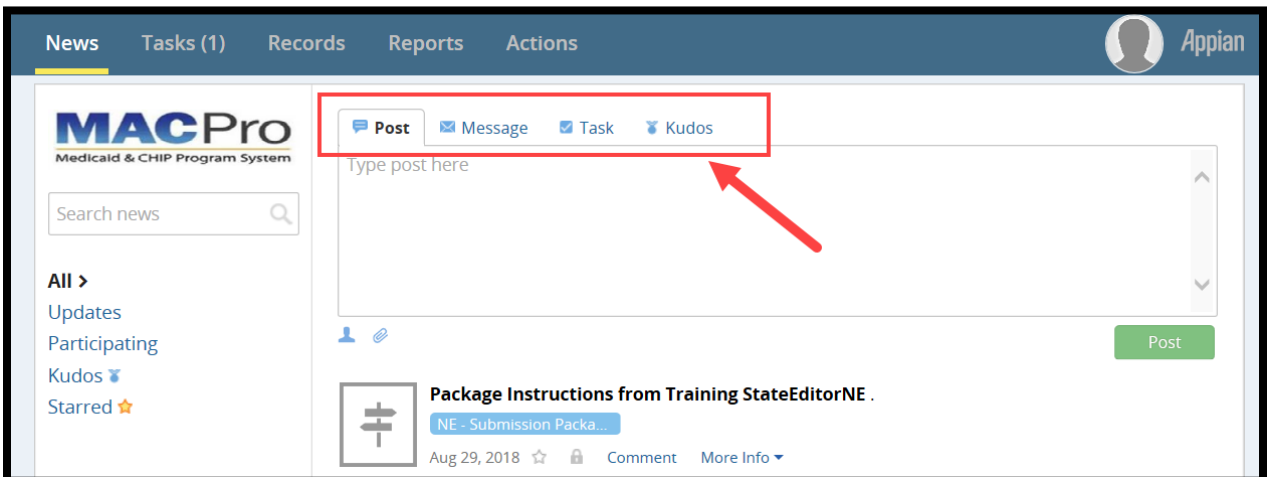 News Tasks (1) Records Reports Actions Appian
MACPro
Medicaid & CHIP Program System
Search news
All >
Updates
Participating
Kudos
Starred
Post Message Task Kudos
Type post here
Post
Package Instructions from Training StateEditorNE .
NE - Submission Packa...
Aug 29, 2018 Comment More Info